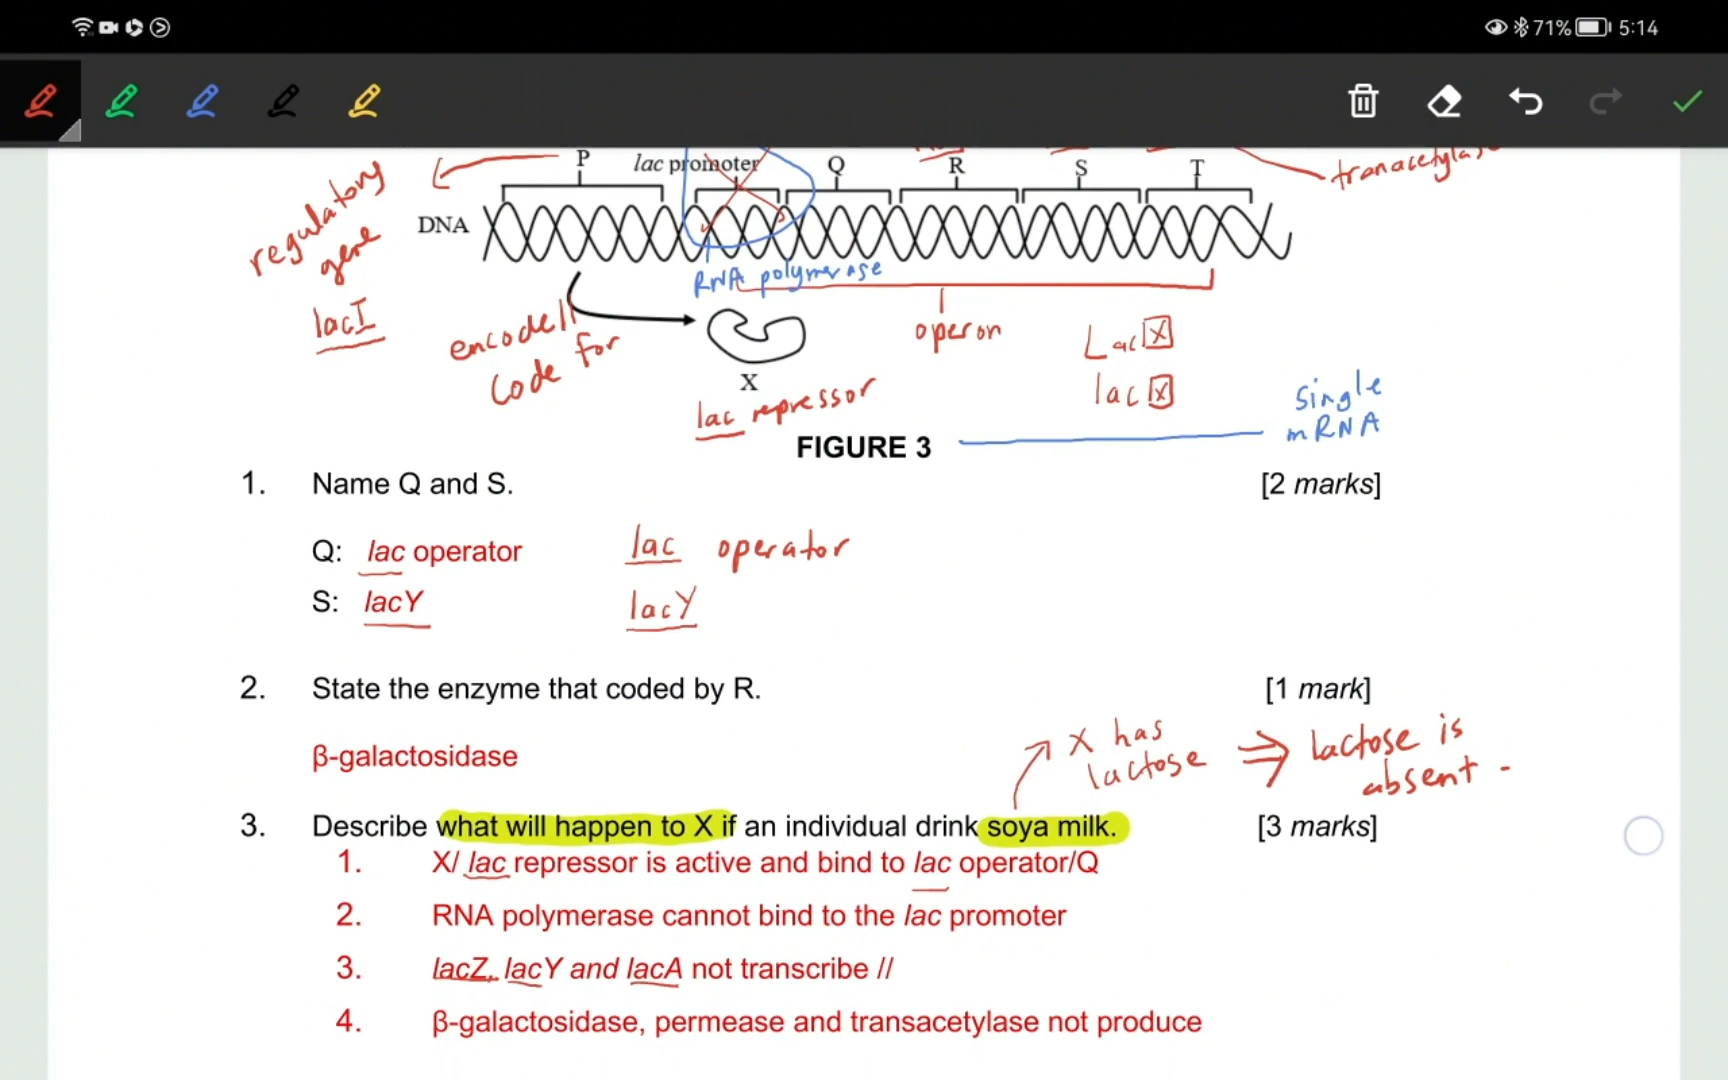 71% 5:14
P lac promoter Q R S T
tranacetylas
regulatory
gene
DNA
RNA polymerase
lacI
encode//
code for
operon
Lac X
X
lac X
lac repressor
single
mRNA
FIGURE 3
1. Name Q and S. [2 marks]
Q: lac operator lac operator
S: lacY lacY
2. State the enzyme that coded by R. [1 mark]
β-galactosidase
X has
lactose ⇒ lactose is
absent
3. Describe what will happen to X if an individual drink soya milk. [3 marks]
1. X/ lac repressor is active and bind to lac operator/Q
2. RNA polymerase cannot bind to the lac promoter
3. lacZ, lacY and lacA not transcribe //
4. β-galactosidase, permease and transacetylase not produce